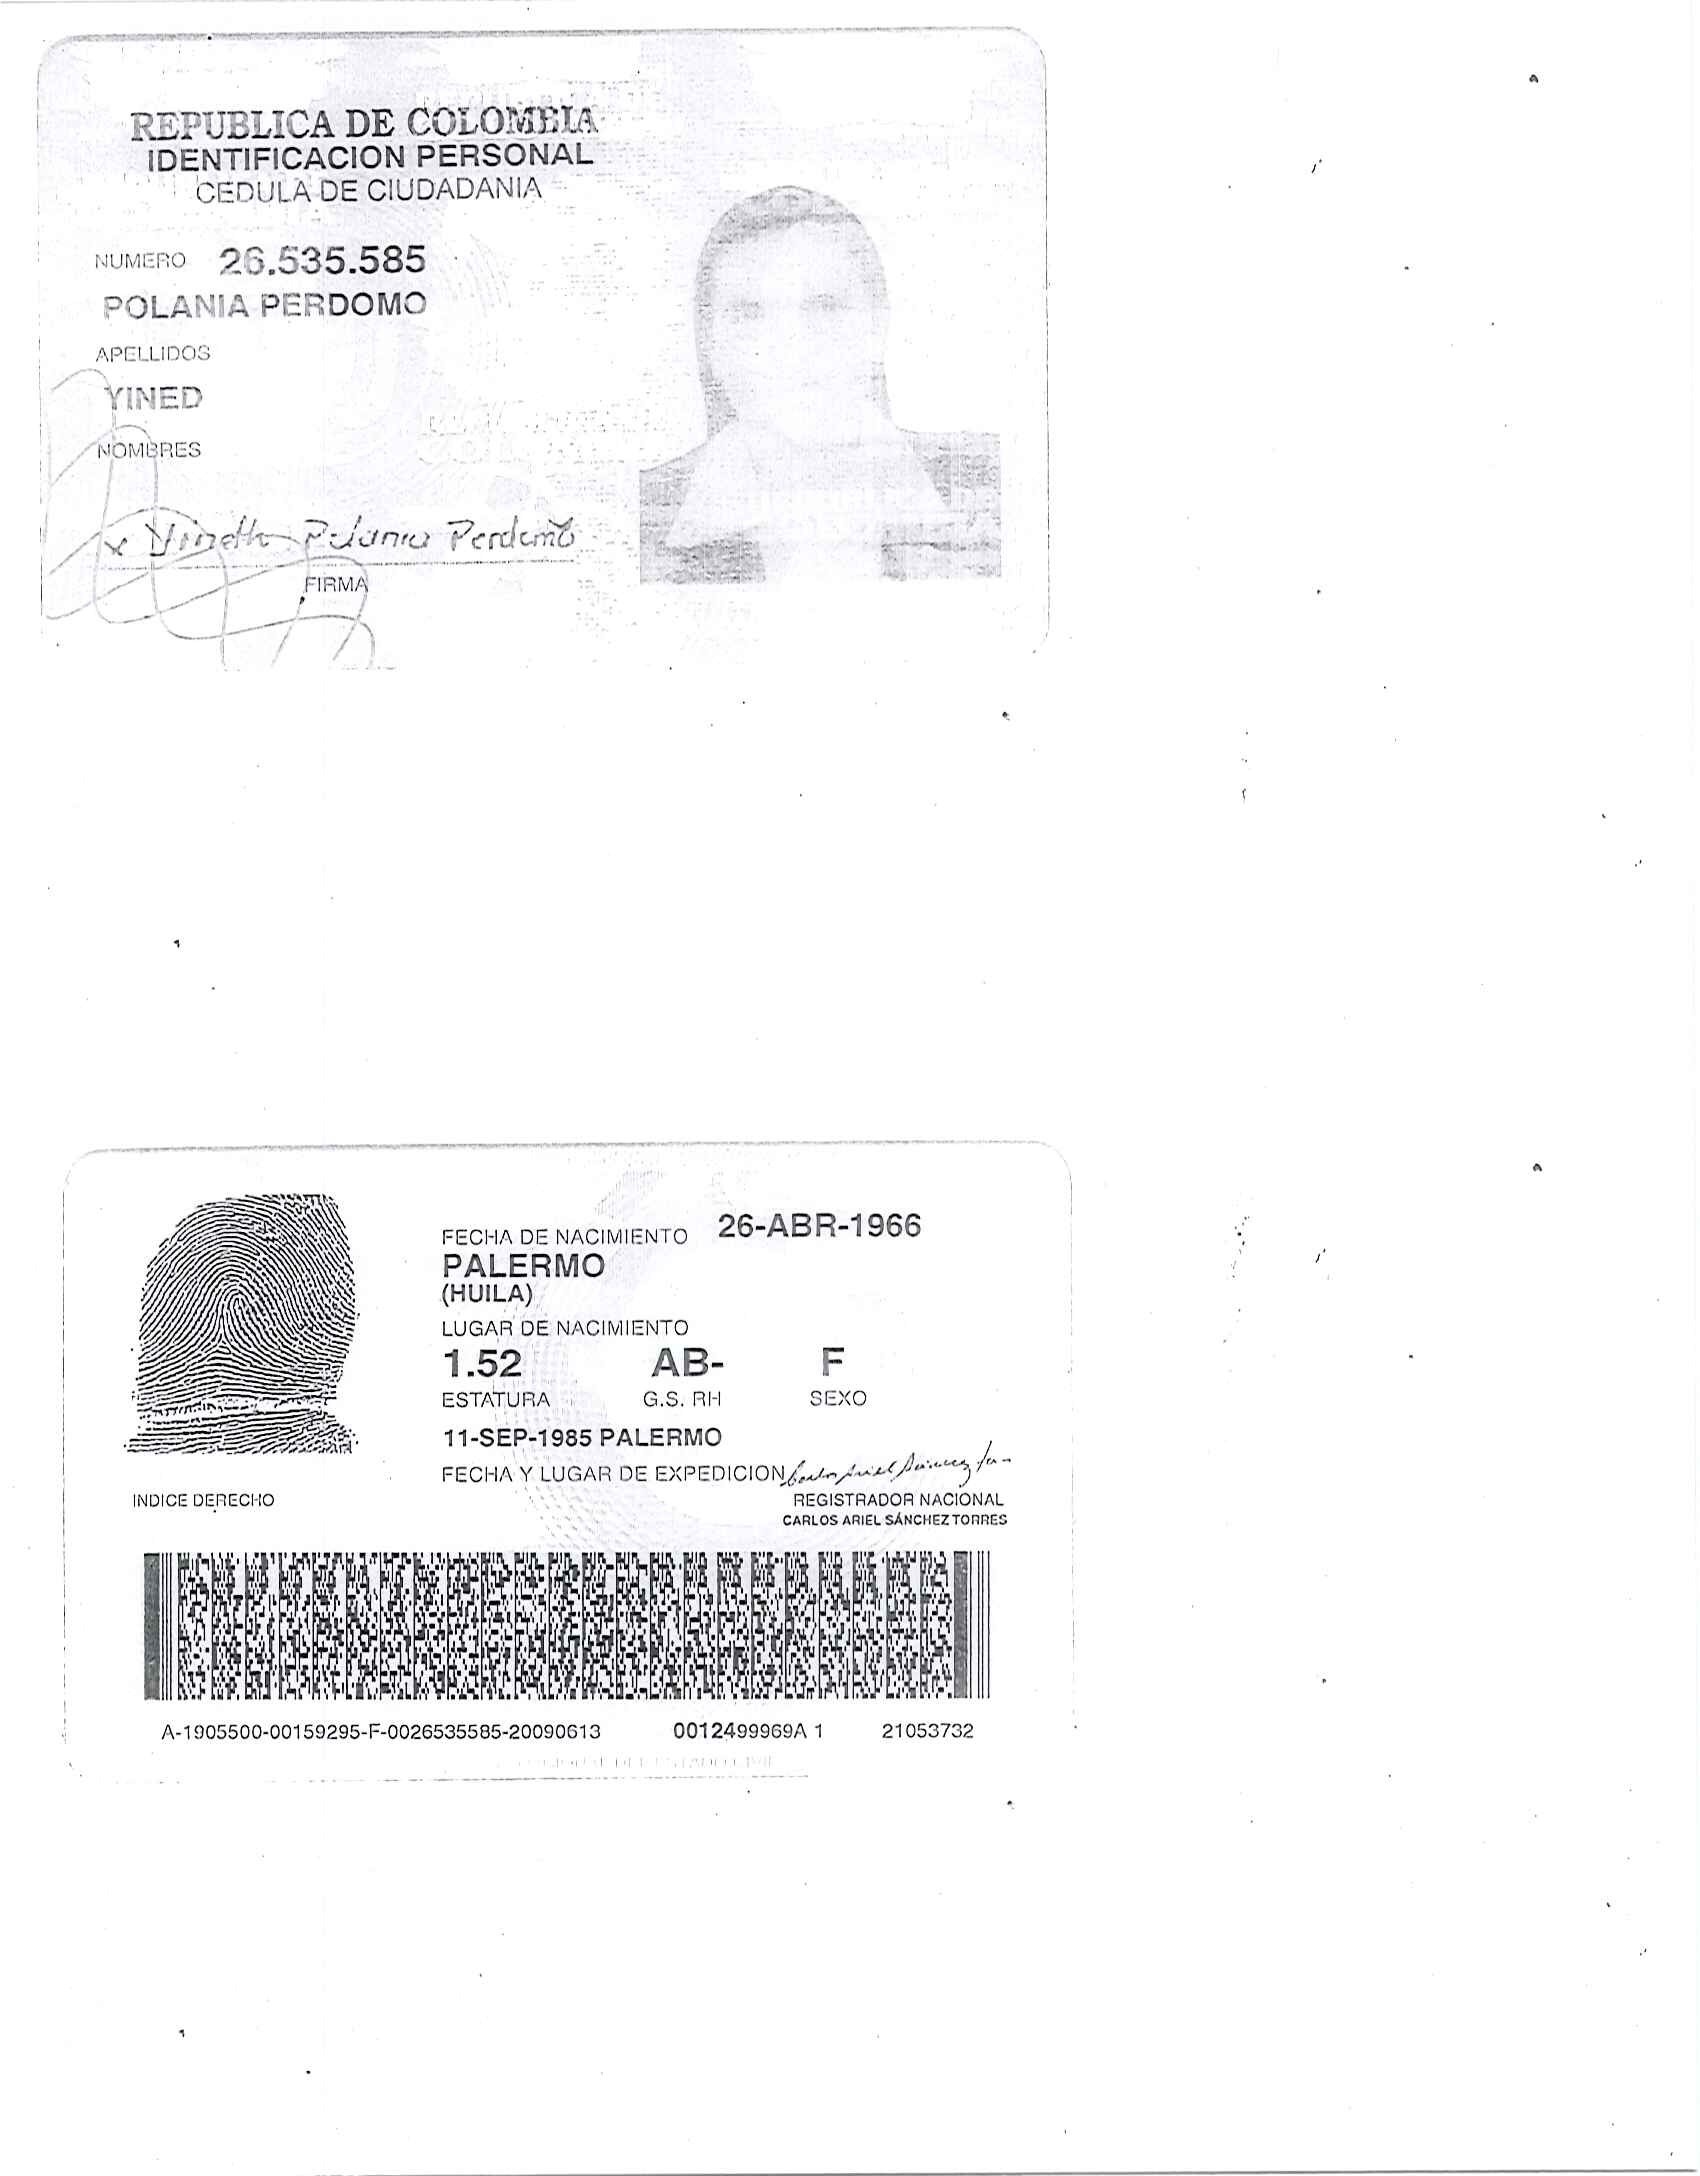 REPUBLICA DE COLOMBIA
IDENTIFICACION PERSONAL
CEDULA DE CIUDADANIA
NUMERO 26.535.585
POLANIA PERDOMO
APELLIDOS
YINED
NOMBRES
Polania Perdomo
FIRMA
FECHA DE NACIMIENTO 26-ABR-1966
PALERMO
(HUILA)
LUGAR DE NACIMIENTO
1.52 AB- F
ESTATURA G.S. RH SEXO
11-SEP-1985 PALERMO
FECHA Y LUGAR DE EXPEDICION
INDICE DERECHO
REGISTRADOR NACIONAL
CARLOS ARIEL SÁNCHEZ TORRES
A-1905500-00159295-F-0026535585-20090613 0012499969A 1 21053732